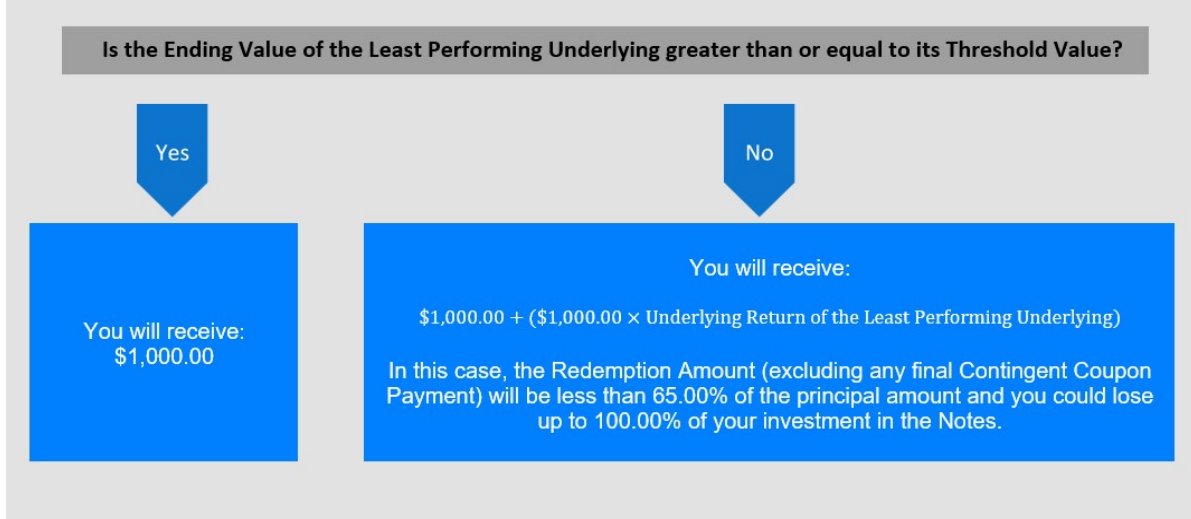 Is the Ending Value of the Least Performing Underlying greater than or equal to its Threshold Value?
Yes
No
You will receive:
$1,000.00
You will receive:
$1,000.00 + ($1,000.00 × Underlying Return of the Least Performing Underlying)
In this case, the Redemption Amount (excluding any final Contingent Coupon
Payment) will be less than 65.00% of the principal amount and you could lose
up to 100.00% of your investment in the Notes.